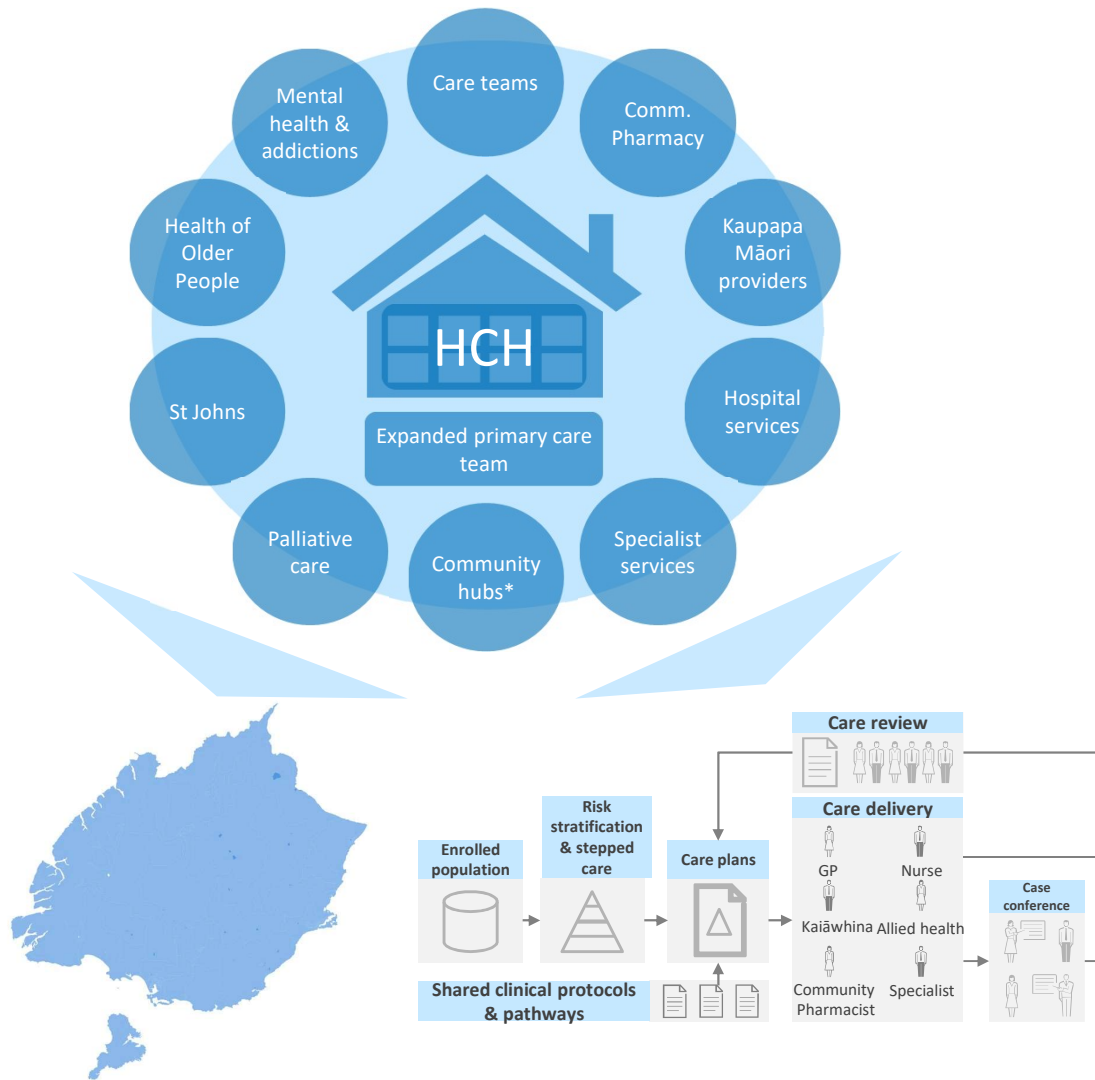 Care teams
Mental
health &
addictions
Comm.
Pharmacy
Health of
Older
People
Kaupapa
Māori
providers
HCH
St Johns
Hospital
services
Expanded primary care
team
Palliative
care
Community
hubs*
Specialist
services
Care review
Care delivery
Risk
stratification
& stepped
care
Enrolled
population
Care plans
GP
Nurse
Case
conference
Kaiāwhina
Allied health
Community
Pharmacist
Specialist
Shared clinical protocols
& pathways